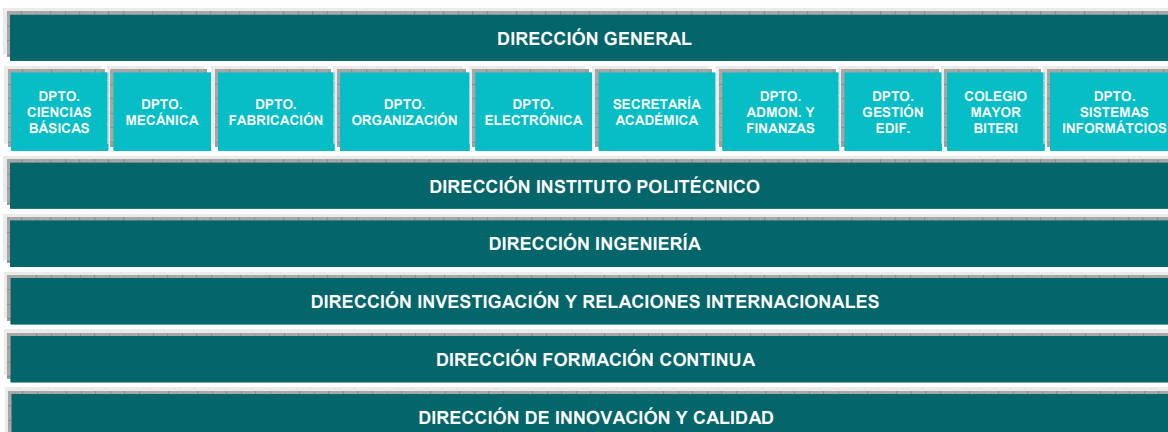 DIRECCIÓN GENERAL
DPTO.
CIENCIAS
BÁSICAS
DPTO.
MECÁNICA
DPTO.
FABRICACIÓN
DPTO.
ORGANIZACIÓN
DPTO.
ELECTRÓNICA
SECRETARÍA
ACADÉMICA
DPTO.
ADMON. Y
FINANZAS
DPTO.
GESTIÓN
EDIF.
COLEGIO
MAYOR
BITERI
DPTO.
SISTEMAS
INFORMÁTCIOS
DIRECCIÓN INSTITUTO POLITÉCNICO
DIRECCIÓN INGENIERÍA
DIRECCIÓN INVESTIGACIÓN Y RELACIONES INTERNACIONALES
DIRECCIÓN FORMACIÓN CONTINUA
DIRECCIÓN DE INNOVACIÓN Y CALIDAD